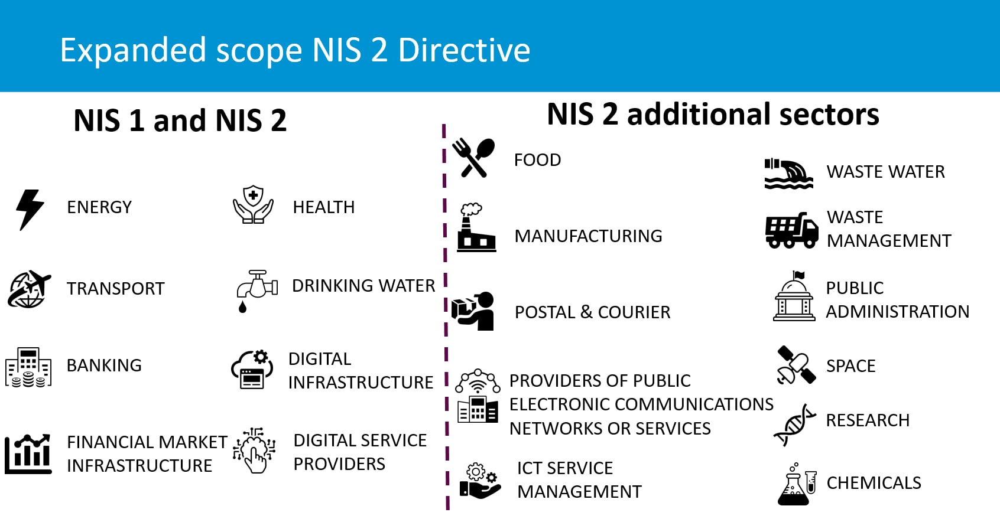 Expanded scope NIS 2 Directive
NIS 1 and NIS 2
ENERGY
HEALTH
TRANSPORT
DRINKING WATER
BANKING
DIGITAL
INFRASTRUCTURE
FINANCIAL MARKET
INFRASTRUCTURE
DIGITAL SERVICE
PROVIDERS
NIS 2 additional sectors
FOOD
MANUFACTURING
POSTAL & COURIER
PROVIDERS OF PUBLIC
ELECTRONIC COMMUNICATIONS
NETWORKS OR SERVICES
ICT SERVICE
MANAGEMENT
WASTE WATER
WASTE
MANAGEMENT
PUBLIC
ADMINISTRATION
SPACE
RESEARCH
CHEMICALS